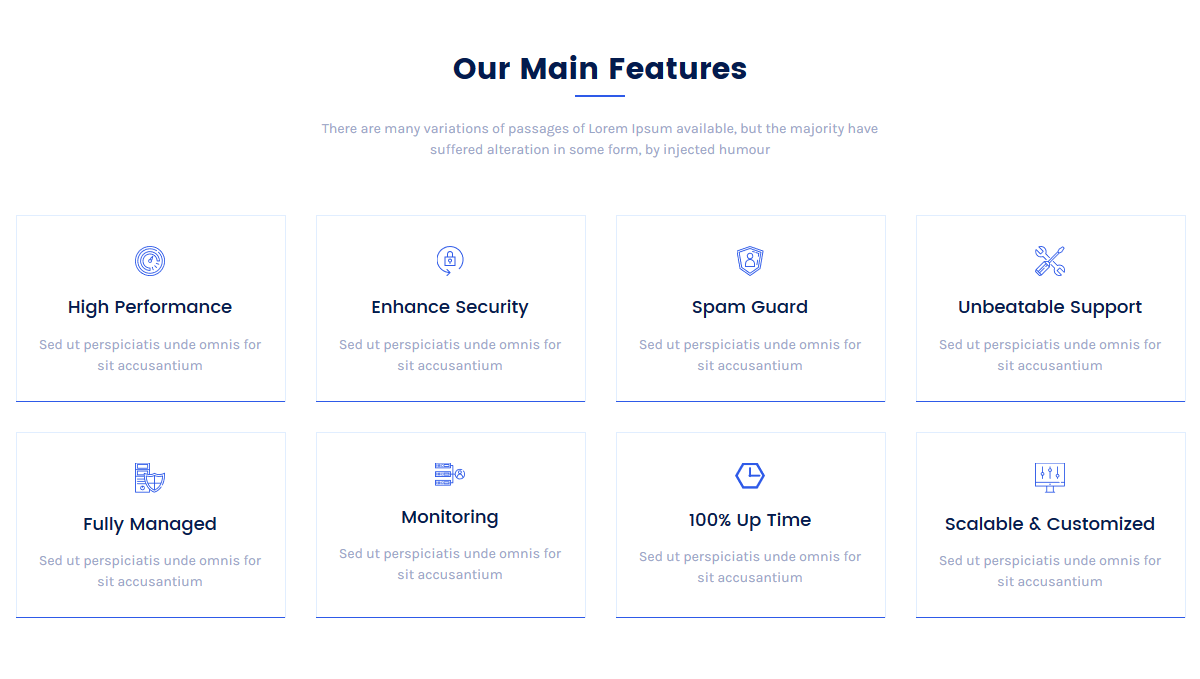 Our Main Features
There are many variations of passages of Lorem Ipsum available, but the majority have
suffered alteration in some form, by injected humour
High Performance
Sed ut perspiciatis unde omnis for
sit accusantium
Enhance Security
Sed ut perspiciatis unde omnis for
sit accusantium
Spam Guard
Sed ut perspiciatis unde omnis for
sit accusantium
Unbeatable Support
Sed ut perspiciatis unde omnis for
sit accusantium
Fully Managed
Sed ut perspiciatis unde omnis for
sit accusantium
Monitoring
Sed ut perspiciatis unde omnis for
sit accusantium
100% Up Time
Sed ut perspiciatis unde omnis for
sit accusantium
Scalable & Customized
Sed ut perspiciatis unde omnis for
sit accusantium